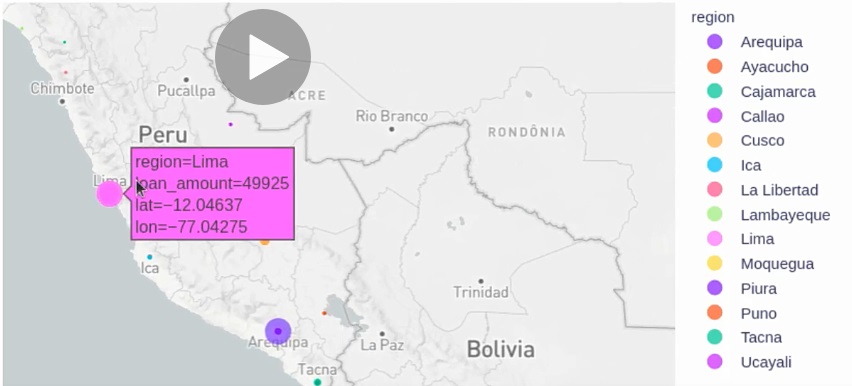 region
Arequipa
Ayacucho
Cajamarca
Callao
Cusco
Ica
La Libertad
Lambayeque
Lima
Moquegua
Piura
Puno
Tacna
Ucayali
Chimbote
Pucallpa
ACRE
Rio Branco
RONDÔNIA
Peru
Lima
region=Lima
loan_amount=49925
lat=−12.04637
lon=−77.04275
Ica
Trinidad
Arequipa
La Paz
Bolivia
Tacna